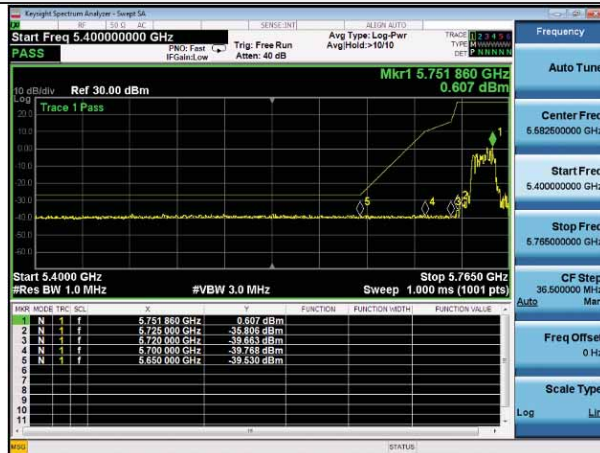 Keysight Spectrum Analyzer - Swept SA
RF 50 Ω AC SENSE:INT ALIGN AUTO
Start Freq 5.400000000 GHz
PASS
PNO: Fast
IFGain:Low
Trig: Free Run
Atten: 40 dB
Avg Type: Log-Pwr
Avg|Hold:>10/10
TRACE 1 2 3 4 5 6
TYPE M WWWWW
DET P N N N N N
Mkr1 5.751 860 GHz
0.607 dBm
10 dB/div Ref 30.00 dBm
Log
Trace 1 Pass
20.0
10.0
0.00
-10.0
-20.0
-30.0
-40.0
-50.0
-60.0
1
5
4
3
2
Start 5.4000 GHz
#Res BW 1.0 MHz
#VBW 3.0 MHz
Stop 5.7650 GHz
Sweep 1.000 ms (1001 pts)
MKR MODE TRC SCL X Y FUNCTION FUNCTION WIDTH FUNCTION VALUE
1 N 1 f 5.751 860 GHz 0.607 dBm
2 N 1 f 5.725 000 GHz -35.806 dBm
3 N 1 f 5.720 000 GHz -39.663 dBm
4 N 1 f 5.700 000 GHz -39.768 dBm
5 N 1 f 5.650 000 GHz -39.530 dBm
6
7
8
9
10
11
MSG
STATUS
Frequency
Auto Tune
Center Freq
5.582500000 GHz
Start Freq
5.400000000 GHz
Stop Freq
5.765000000 GHz
CF Step
36.500000 MHz
Auto Man
Freq Offset
0 Hz
Scale Type
Log Lin